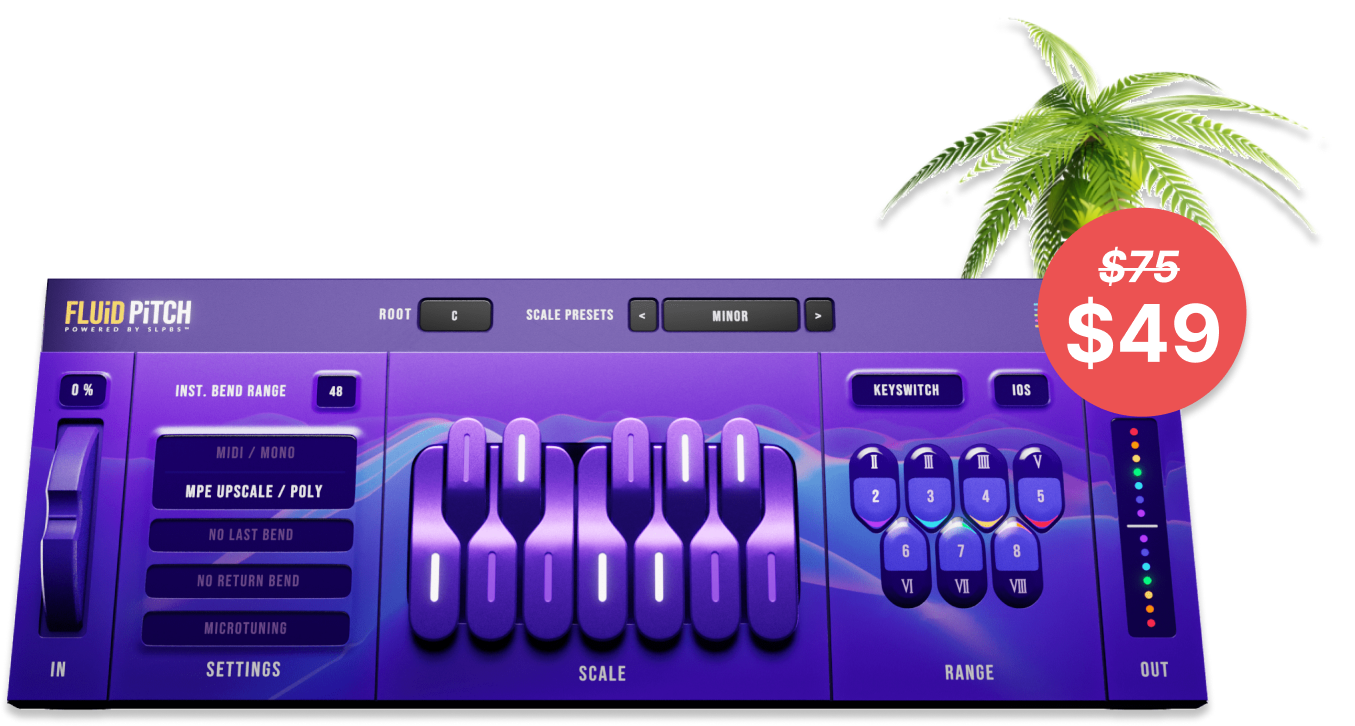 $75
$49
FLUiD PiTCH
POWERED BY SLPBS™
ROOT
C
SCALE PRESETS
<
MINOR
>
0 %
INST. BEND RANGE
48
KEYSWITCH
IOS
MIDI / MONO
MPE UPSCALE / POLY
NO LAST BEND
NO RETURN BEND
MICROTUNING
II
III
IIII
V
2
3
4
5
6
7
8
VI
VII
VIII
IN
SETTINGS
SCALE
RANGE
OUT